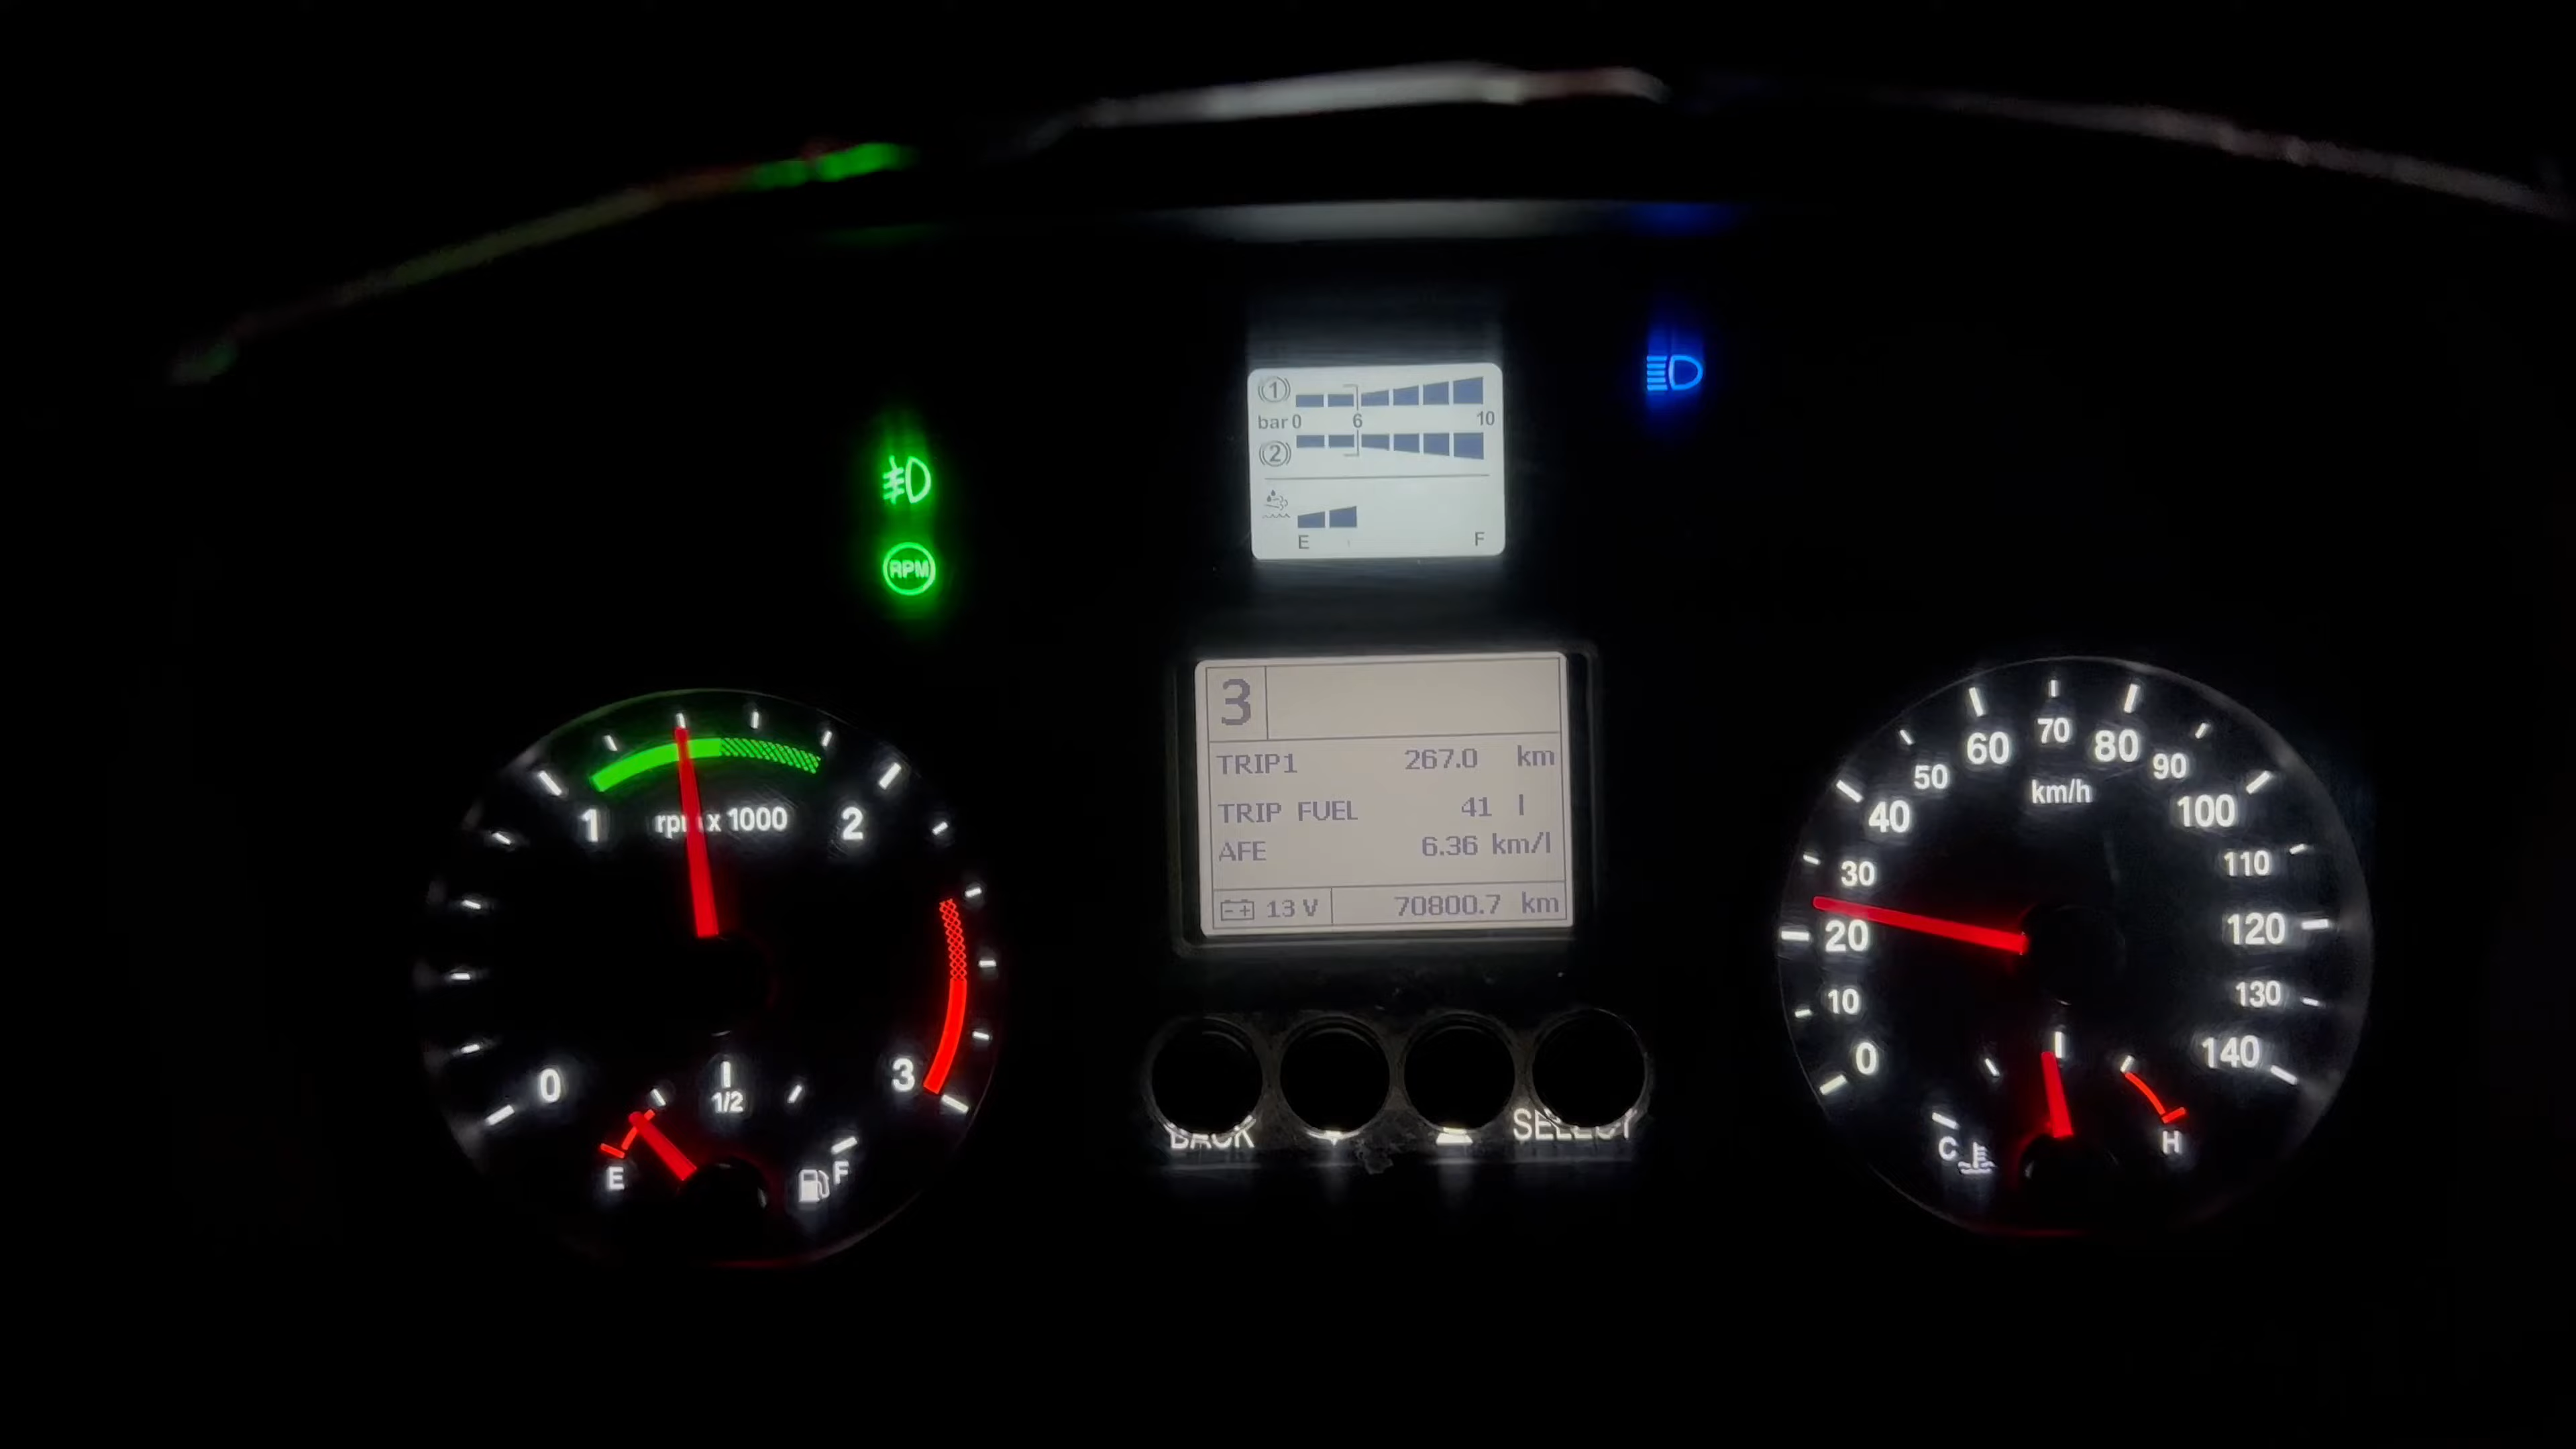 1
bar 0 6 10
2
E F
RPM
3
TRIP1 267.0 km
TRIP FUEL 41 l
AFE 6.36 km/l
13 V 70800.7 km
0 1 2 3
rpm x 1000
E 1/2 F
0 10 20 30 40 50 60 70 80 90 100 110 120 130 140
km/h
C H
BACK SELECT